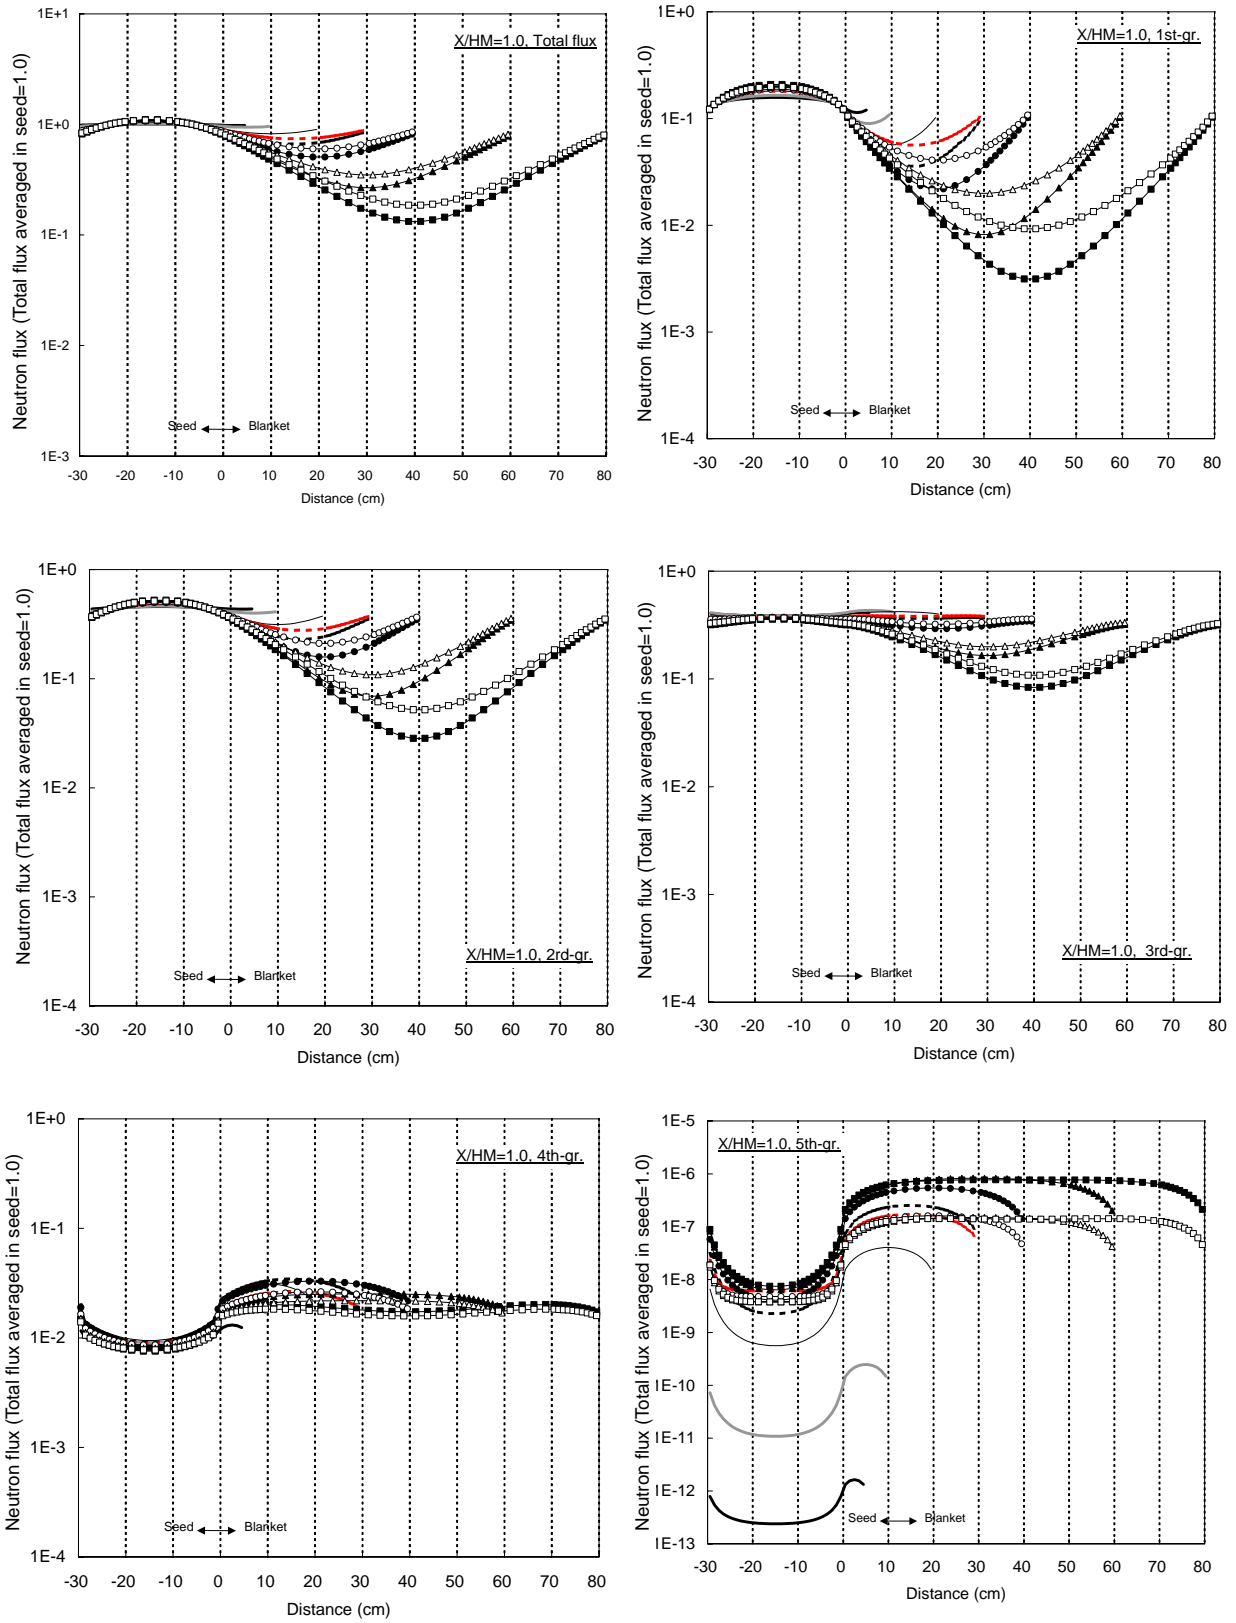 1E+1
X/HM=1.0, Total flux
1E+0
1E-1
1E-2
1E-3
Neutron flux (Total flux averaged in seed=1.0)
Seed
Blanket
-30 -20 -10 0 10 20 30 40 50 60 70 80
Distance (cm)
1E+0
X/HM=1.0, 1st-gr.
1E-1
1E-2
1E-3
1E-4
Neutron flux (Total flux averaged in seed=1.0)
Seed
Blanket
-30 -20 -10 0 10 20 30 40 50 60 70 80
Distance (cm)
1E+0
1E-1
1E-2
1E-3
1E-4
Neutron flux (Total flux averaged in seed=1.0)
X/HM=1.0, 2rd-gr.
Seed
Blanket
-30 -20 -10 0 10 20 30 40 50 60 70 80
Distance (cm)
1E+0
1E-1
1E-2
1E-3
1E-4
Neutron flux (Total flux averaged in seed=1.0)
X/HM=1.0, 3rd-gr.
Seed
Blanket
-30 -20 -10 0 10 20 30 40 50 60 70 80
Distance (cm)
1E+0
X/HM=1.0, 4th-gr.
1E-1
1E-2
1E-3
1E-4
Neutron flux (Total flux averaged in seed=1.0)
Seed
Blanket
-30 -20 -10 0 10 20 30 40 50 60 70 80
Distance (cm)
1E-5
X/HM=1.0, 5th-gr.
1E-6
1E-7
1E-8
1E-9
1E-10
1E-11
1E-12
1E-13
Neutron flux (Total flux averaged in seed=1.0)
Seed
Blanket
-30 -20 -10 0 10 20 30 40 50 60 70 80
Distance (cm)